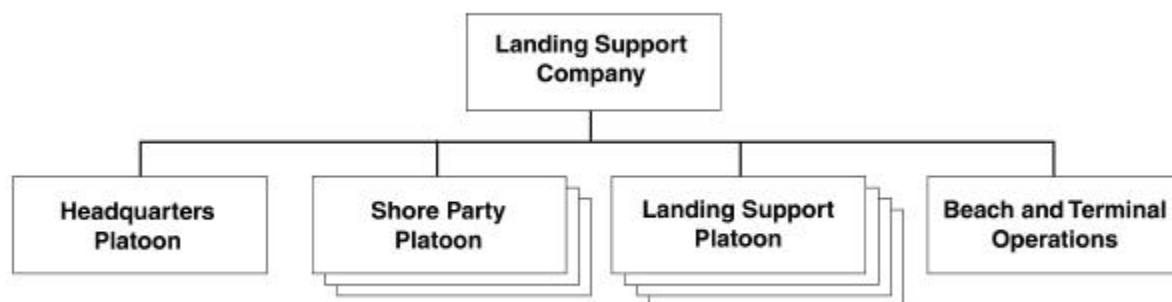 Landing Support
Company
Headquarters
Platoon
Shore Party
Platoon
Landing Support
Platoon
Beach and Terminal
Operations